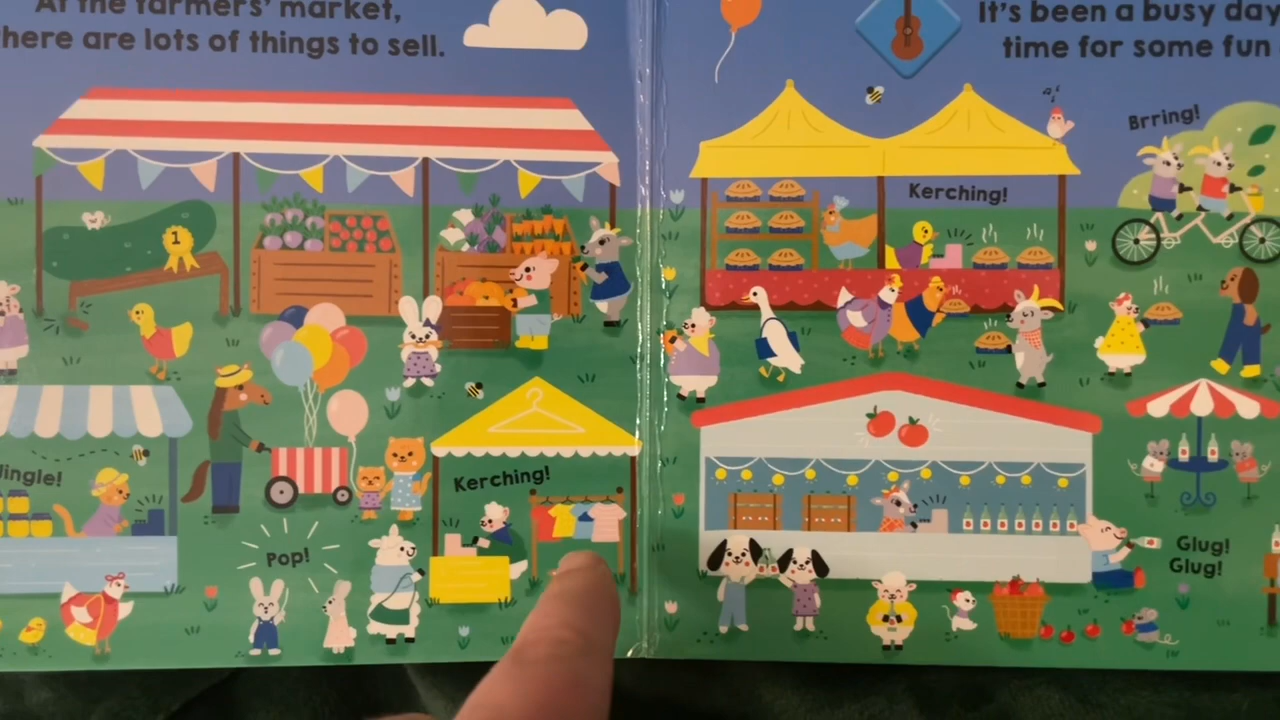 At the farmers' market,
there are lots of things to sell.
It's been a busy day
time for some fun
Brring!
Kerching!
1
Jingle!
Kerching!
Pop!
Glug!
Glug!